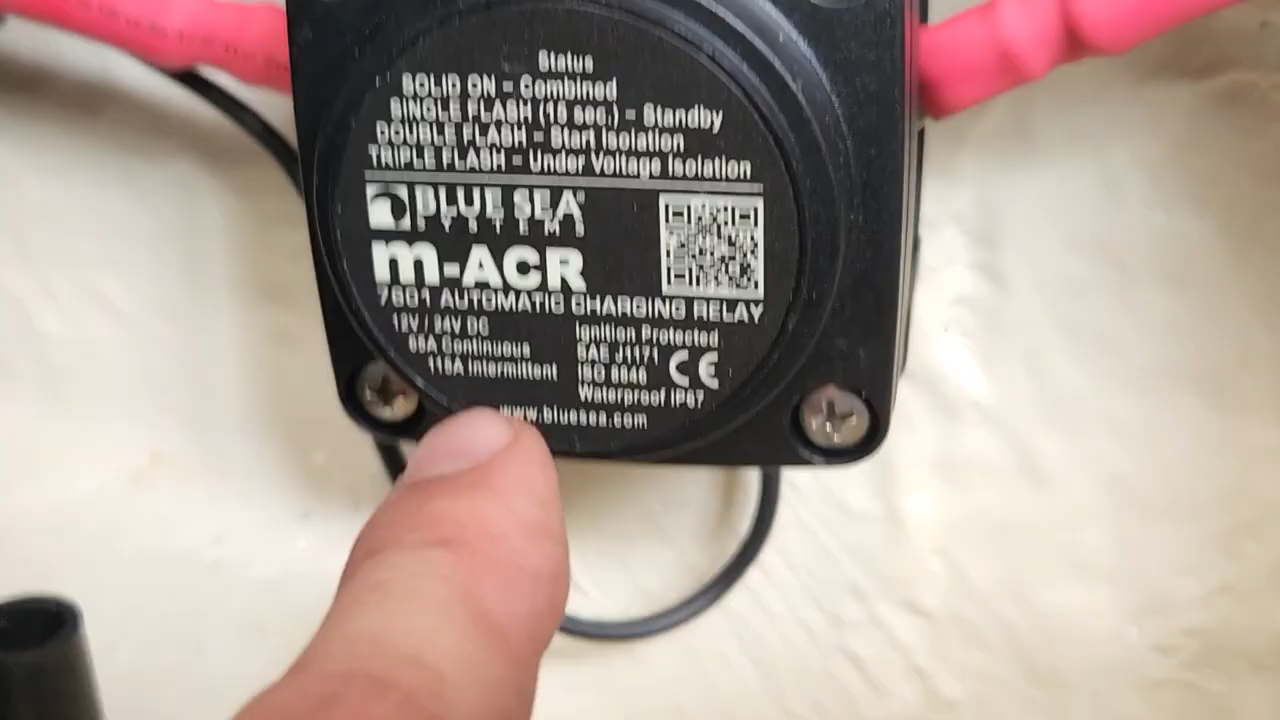 Status
SOLID ON = Combined
SINGLE FLASH (15 sec.) = Standby
DOUBLE FLASH = Start Isolation
TRIPLE FLASH = Under Voltage Isolation
BLUE SEA®
SYSTEMS
m-ACR
7601 AUTOMATIC CHARGING RELAY
12V / 24V DC
65A Continuous
115A Intermittent
Ignition Protected
SAE J1171
ISO 8846
Waterproof IP67
CE
www.bluesea.com